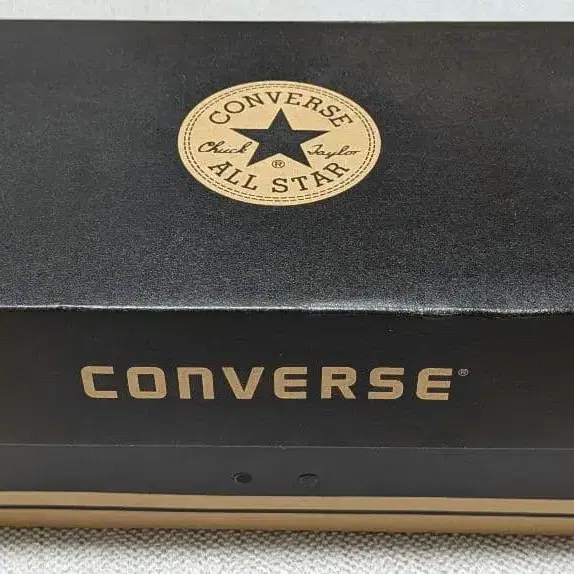 CONVERSE
Chuck Taylor
®
ALL STAR
CONVERSE®